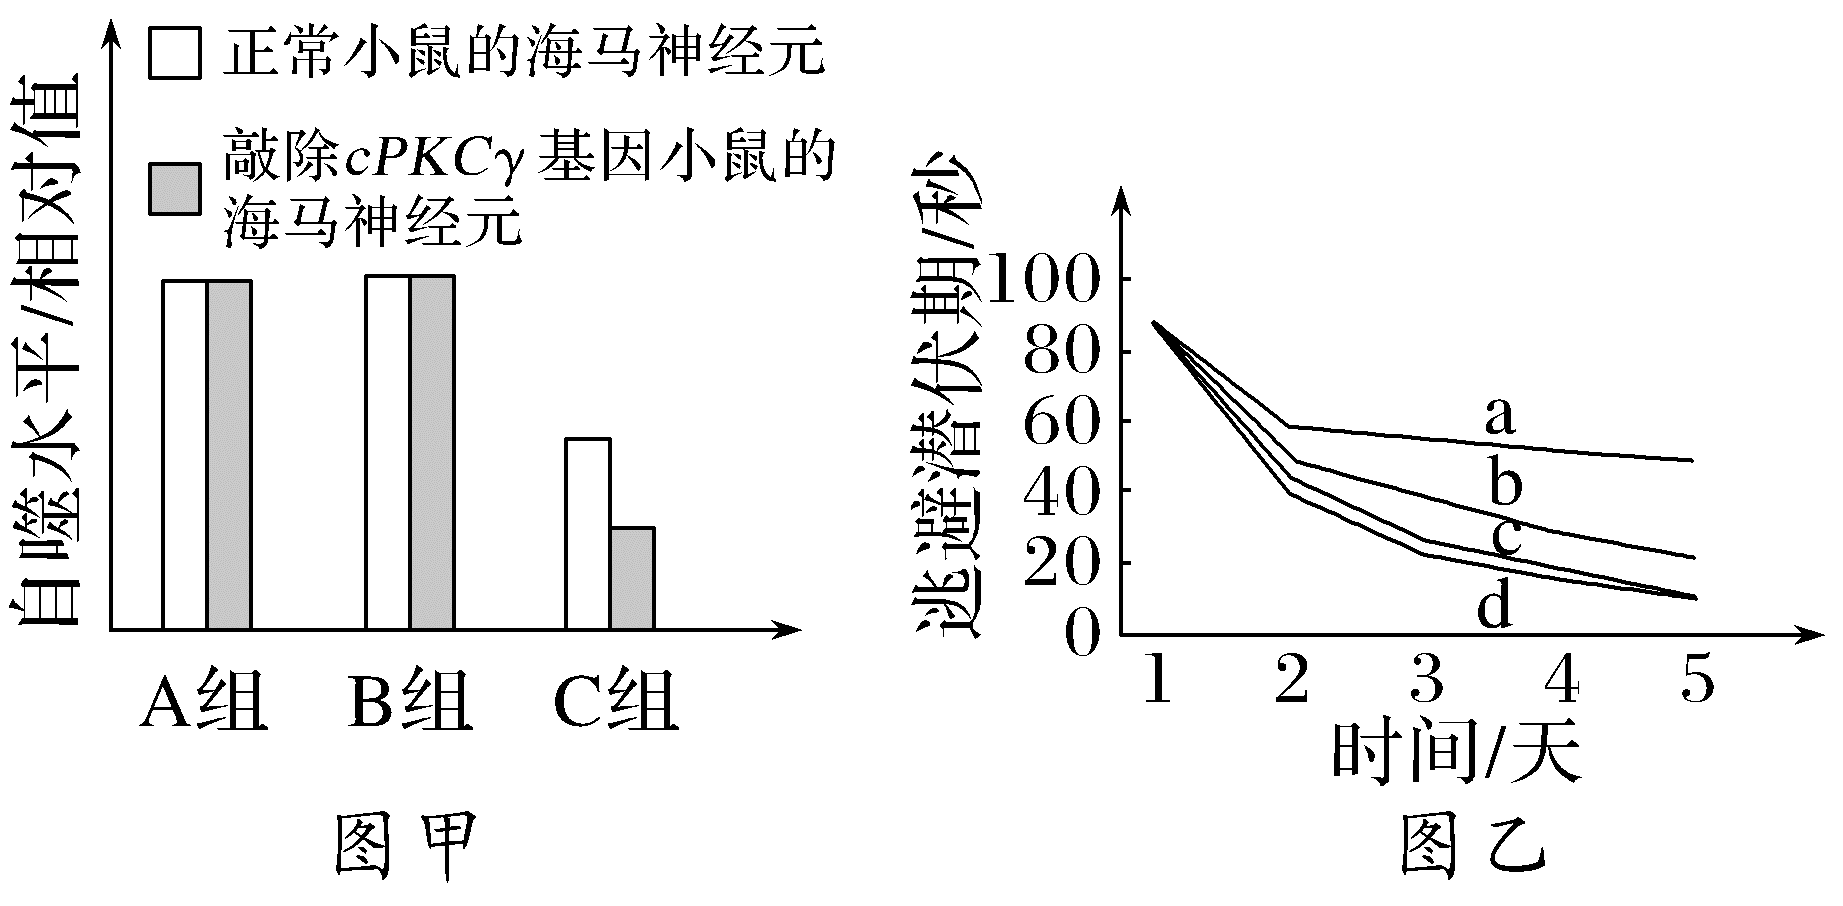 正常小鼠的海马神经元
敲除cPKCγ基因小鼠的
海马神经元
自噬水平/相对值
A组 B组 C组
图甲
逃避潜伏期/秒
100
80
60
40
20
0
a
b
c
d
1 2 3 4 5
时间/天
图乙